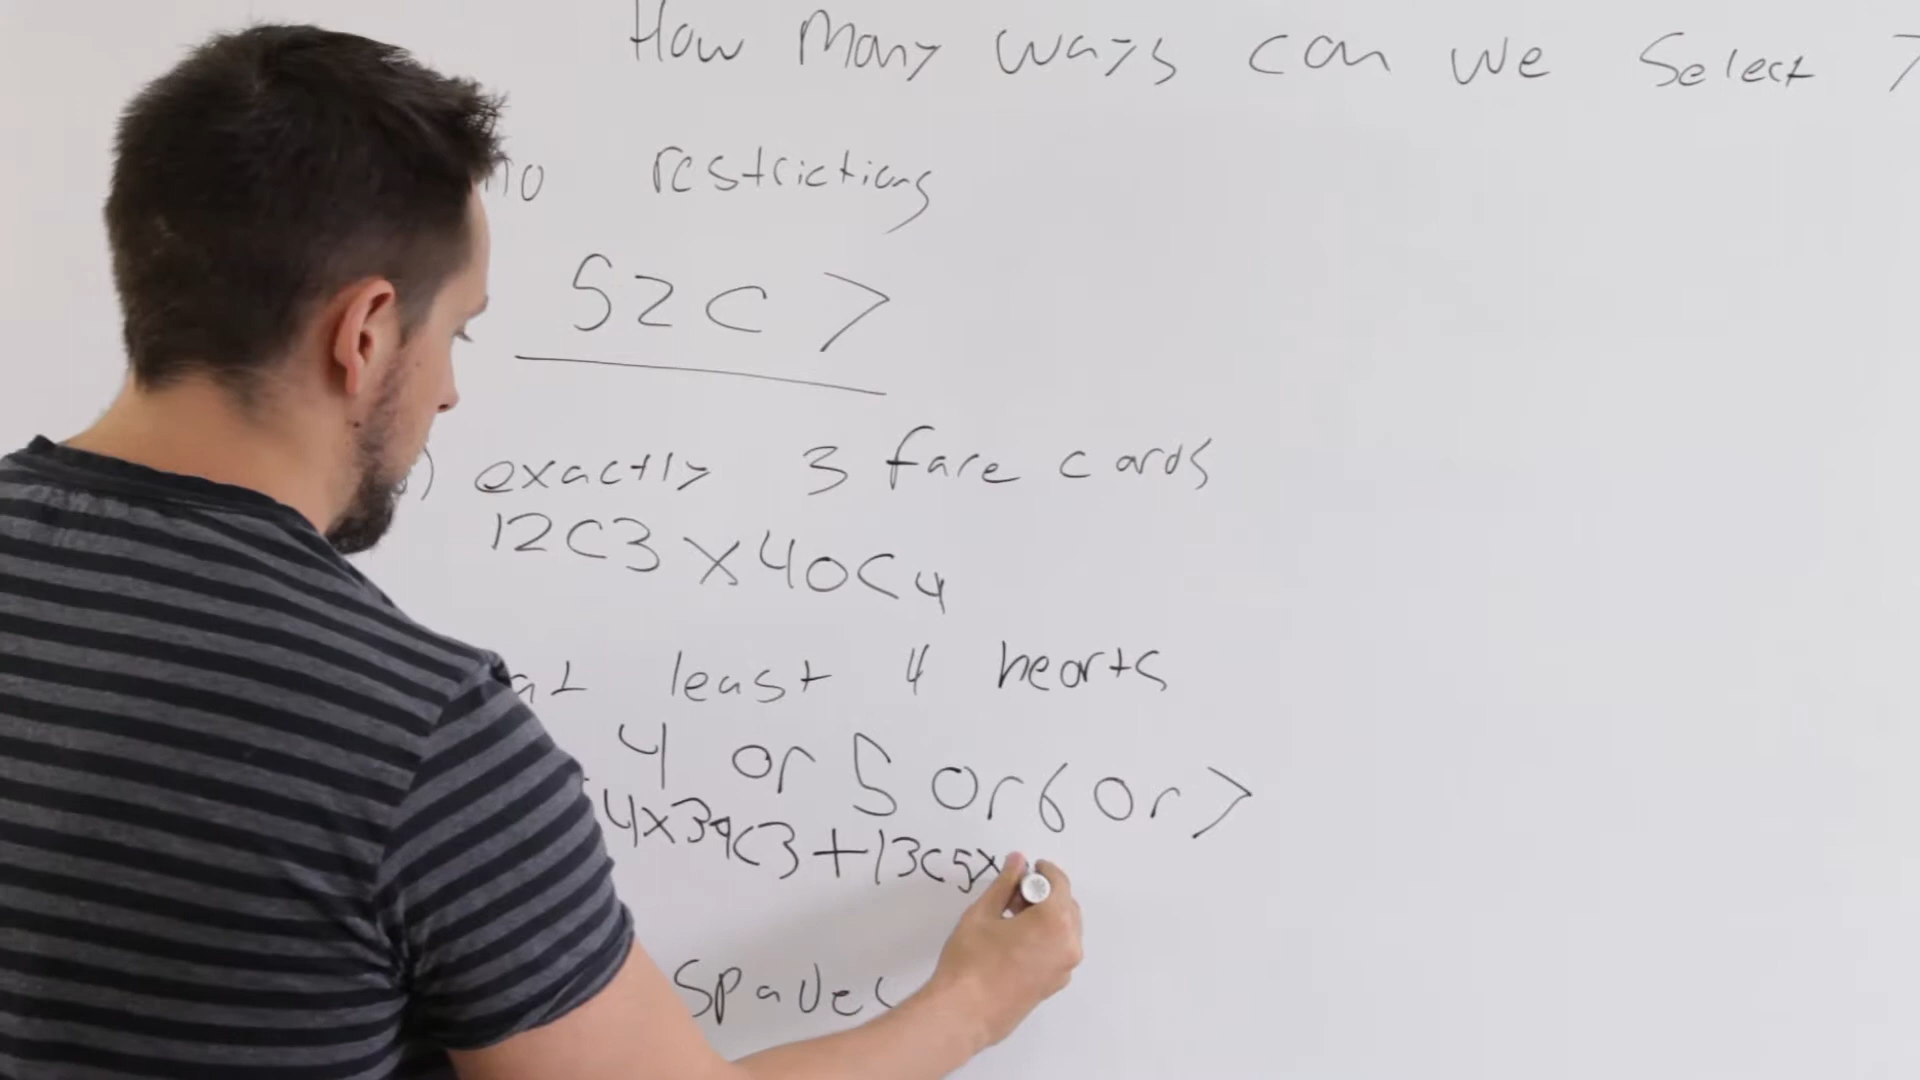 How many ways can we select 7
no restrictions
52C7
) exactly 3 face cards
12C3 x 40C4
at least 4 hearts
4 or 5 or 6 or 7
4x39C3+13C5x
spades